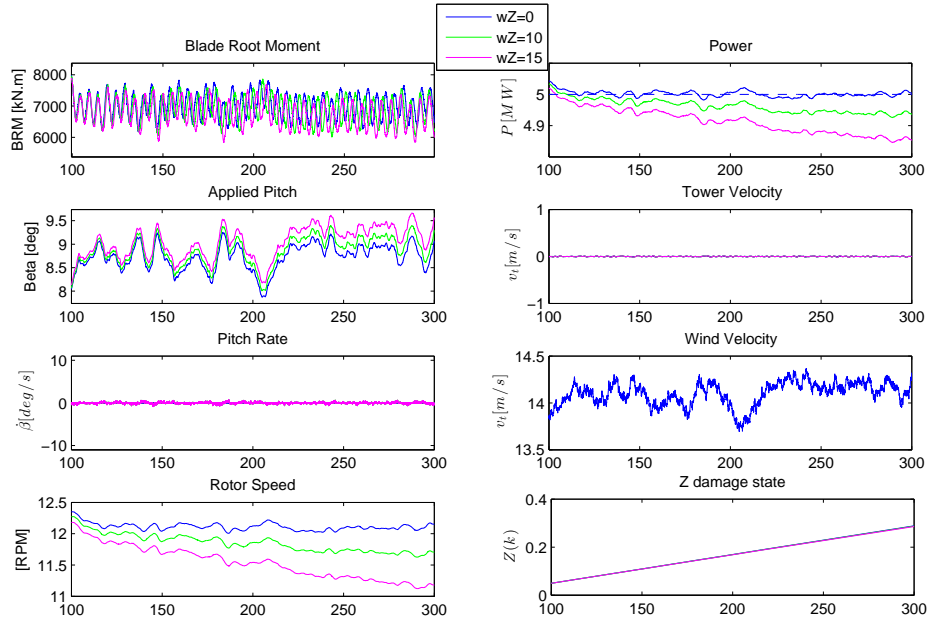 wZ=0
wZ=10
wZ=15
Blade Root Moment
BRM [kN.m]
8000
7000
6000
100 150 200 250 300
Power
P [MW]
5
4.9
100 150 200 250 300
Applied Pitch
Beta [deg]
9.5
9
8.5
8
100 150 200 250 300
Tower Velocity
v_t[m/s]
1
0
−1
100 150 200 250 300
Pitch Rate
β̇[deg/s]
10
0
−10
100 150 200 250 300
Wind Velocity
v_t[m/s]
14.5
14
13.5
100 150 200 250 300
Rotor Speed
[RPM]
12.5
12
11.5
11
100 150 200 250 300
Z damage state
Z(k)
0.4
0.2
0
100 150 200 250 300